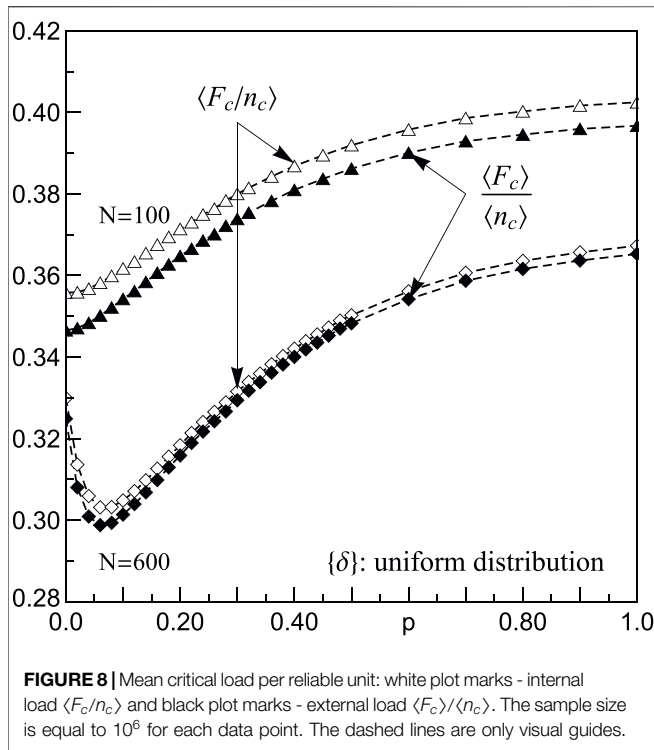 0.42
0.40
0.38
0.36
0.34
0.32
0.30
0.28
⟨F_c/n_c⟩
N=100
⟨F_c⟩
⟨n_c⟩
N=600
{δ}: uniform distribution
0.0 0.20 0.40 p 0.80 1.0
FIGURE 8 | Mean critical load per reliable unit: white plot marks - internal
load ⟨F_c/n_c⟩ and black plot marks - external load ⟨F_c⟩/⟨n_c⟩. The sample size
is equal to 10⁶ for each data point. The dashed lines are only visual guides.